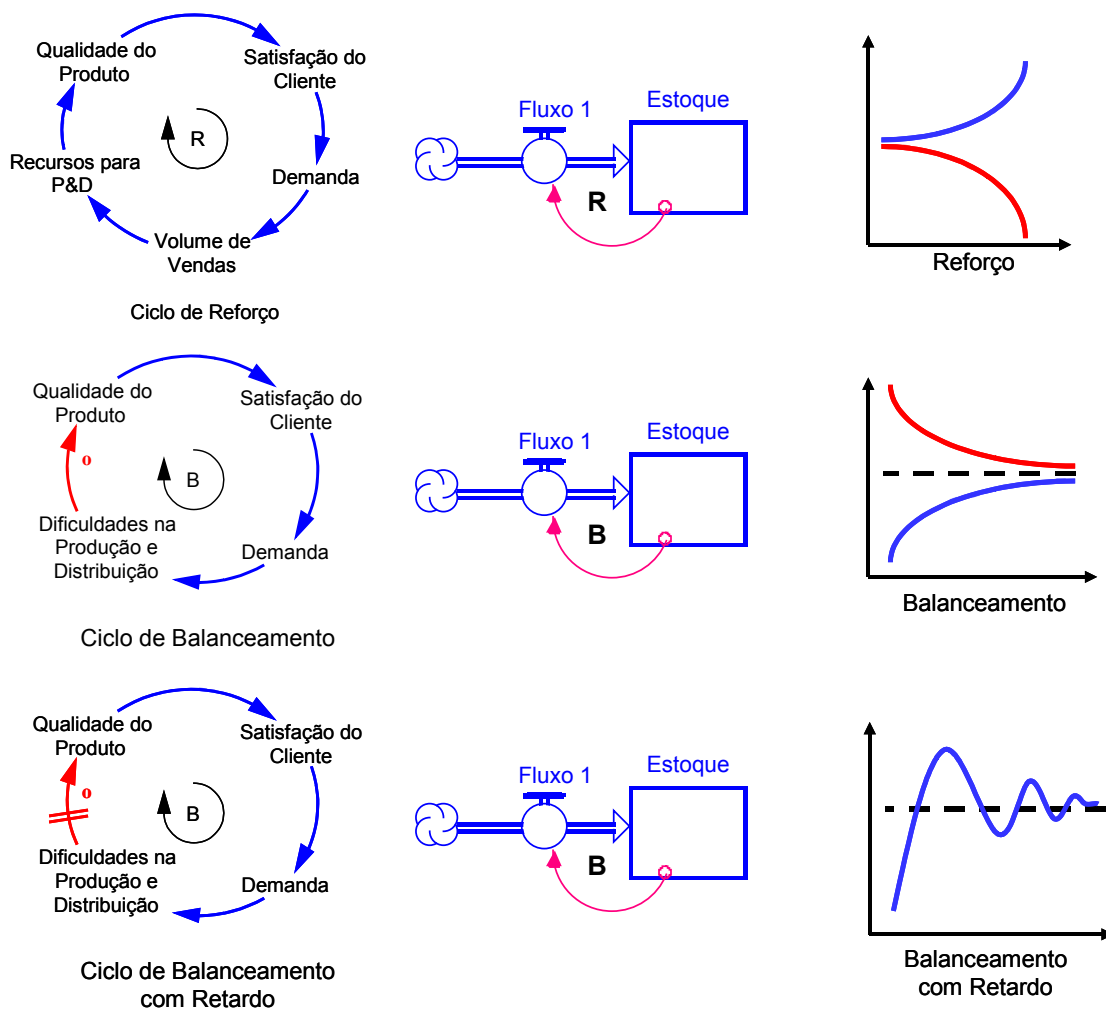 Qualidade do
Produto
Satisfação do
Cliente
R
Recursos para
P&D
Demanda
Volume de
Vendas
Ciclo de Reforço
Fluxo 1
Estoque
R
Reforço
Qualidade do
Produto
Satisfação do
Cliente
o
B
Dificuldades na
Produção e
Distribuição
Demanda
Ciclo de Balanceamento
Fluxo 1
Estoque
B
Balanceamento
Qualidade do
Produto
Satisfação do
Cliente
o
B
Dificuldades na
Produção e
Distribuição
Demanda
Ciclo de Balanceamento
com Retardo
Fluxo 1
Estoque
B
Balanceamento
com Retardo